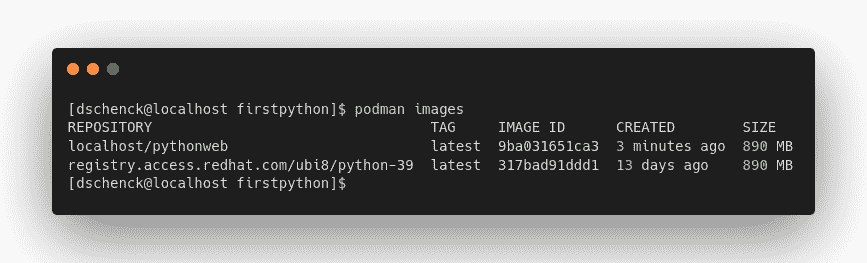 [dschenck@localhost firstpython]$ podman images
REPOSITORY TAG IMAGE ID CREATED SIZE
localhost/pythonweb latest 9ba031651ca3 3 minutes ago 890 MB
registry.access.redhat.com/ubi8/python-39 latest 317bad91ddd1 13 days ago 890 MB
[dschenck@localhost firstpython]$